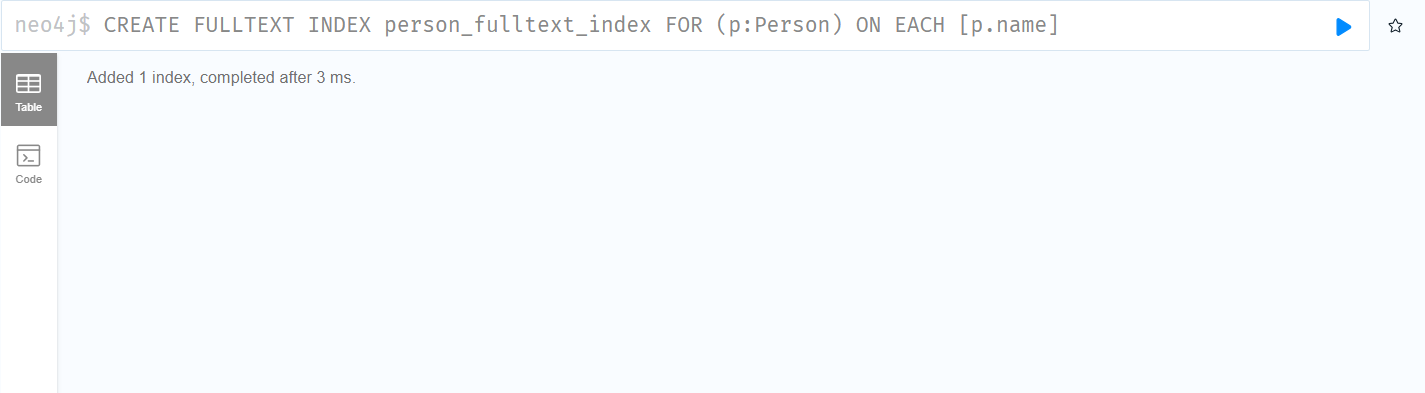 neo4j$ CREATE FULLTEXT INDEX person_fulltext_index FOR (p:Person) ON EACH [p.name]
Added 1 index, completed after 3 ms.
Table
Code